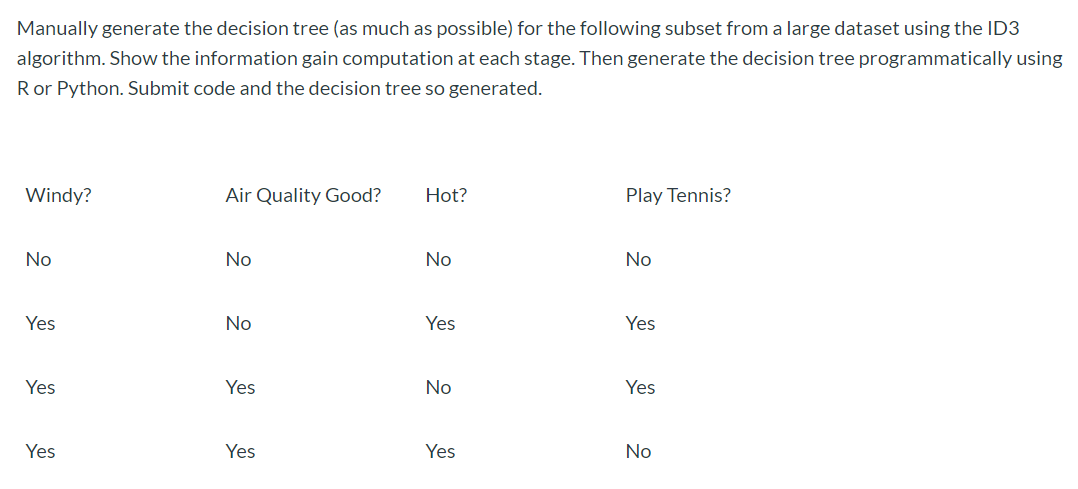 Manually generate the decision tree (as much as possible) for the following subset from a large dataset using the ID3
algorithm. Show the information gain computation at each stage. Then generate the decision tree programmatically using
R or Python. Submit code and the decision tree so generated.
Windy? Air Quality Good? Hot? Play Tennis?
No No No No
Yes No Yes Yes
Yes Yes No Yes
Yes Yes Yes No